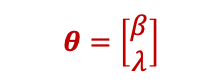 θ = [β
λ]